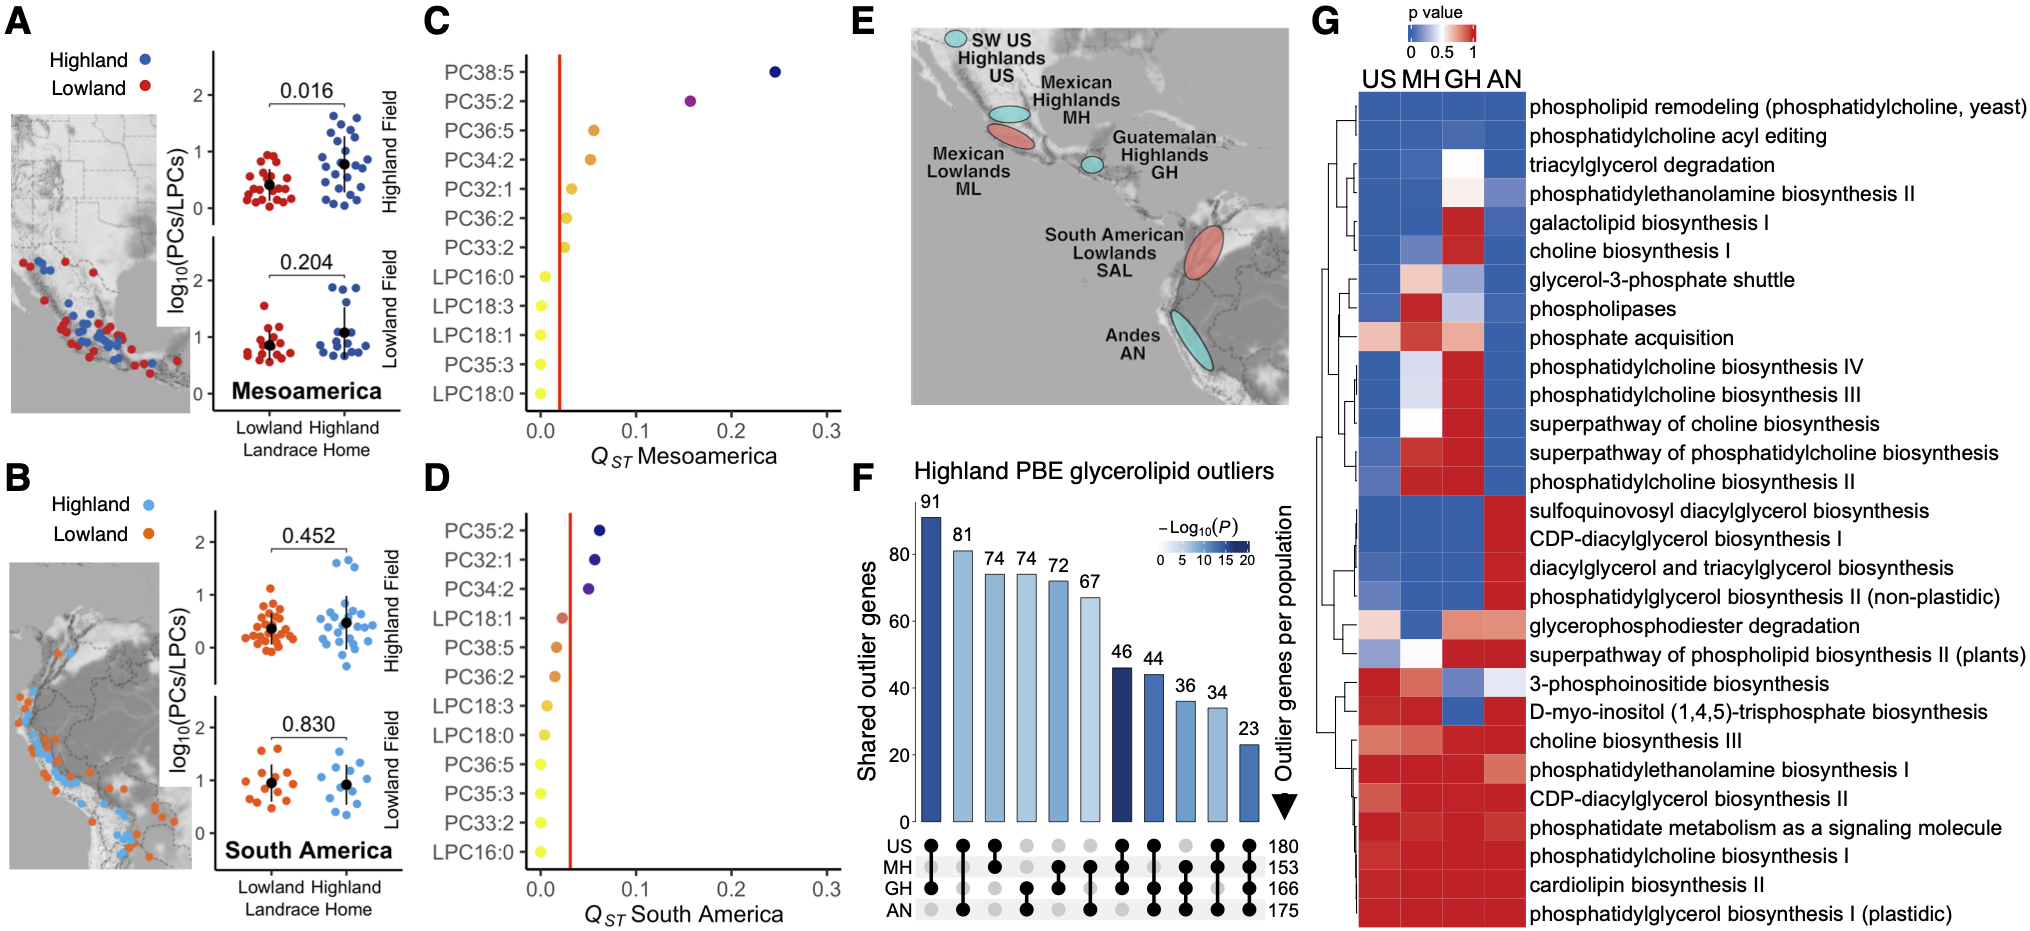 A
Highland
Lowland
log10(PCs/LPCs)
2
1
0
0.016
Highland Field
2
1
0
0.204
Lowland Field
Mesoamerica
Lowland Highland
Landrace Home
B
Highland
Lowland
log10(PCs/LPCs)
2
1
0
0.452
Highland Field
2
1
0
0.830
Lowland Field
South America
Lowland Highland
Landrace Home
C
PC38:5
PC35:2
PC36:5
PC34:2
PC32:1
PC36:2
PC33:2
LPC16:0
LPC18:3
LPC18:1
PC35:3
LPC18:0
0.0 0.1 0.2 0.3
QST Mesoamerica
D
PC35:2
PC32:1
PC34:2
LPC18:1
PC38:5
PC36:2
LPC18:3
LPC18:0
PC36:5
PC35:3
PC33:2
LPC16:0
0.0 0.1 0.2 0.3
QST South America
E
SW US
Highlands
US
Mexican
Highlands
MH
Mexican
Lowlands
ML
Guatemalan
Highlands
GH
South American
Lowlands
SAL
Andes
AN
F
Highland PBE glycerolipid outliers
−Log10(P)
0 5 10 15 20
Shared outlier genes
80
60
40
20
0
91
81
74
74
72
67
46
44
36
34
23
Outlier genes per population
US 180
MH 153
GH 166
AN 175
G
p value
0 0.5 1
US MH GH AN
phospholipid remodeling (phosphatidylcholine, yeast)
phosphatidylcholine acyl editing
triacylglycerol degradation
phosphatidylethanolamine biosynthesis II
galactolipid biosynthesis I
choline biosynthesis I
glycerol-3-phosphate shuttle
phospholipases
phosphate acquisition
phosphatidylcholine biosynthesis IV
phosphatidylcholine biosynthesis III
superpathway of choline biosynthesis
superpathway of phosphatidylcholine biosynthesis
phosphatidylcholine biosynthesis II
sulfoquinovosyl diacylglycerol biosynthesis
CDP-diacylglycerol biosynthesis I
diacylglycerol and triacylglycerol biosynthesis
phosphatidylglycerol biosynthesis II (non-plastidic)
glycerophosphodiester degradation
superpathway of phospholipid biosynthesis II (plants)
3-phosphoinositide biosynthesis
D-myo-inositol (1,4,5)-trisphosphate biosynthesis
choline biosynthesis III
phosphatidylethanolamine biosynthesis I
CDP-diacylglycerol biosynthesis II
phosphatidate metabolism as a signaling molecule
phosphatidylcholine biosynthesis I
cardiolipin biosynthesis II
phosphatidylglycerol biosynthesis I (plastidic)